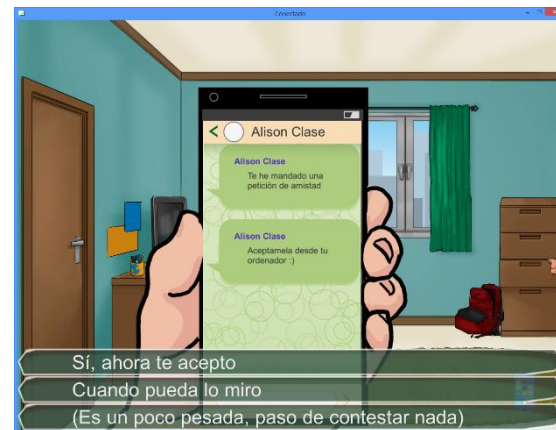 Conectado
Alison Clase
Alison Clase
Te he mandado una
petición de amistad
Alison Clase
Aceptamela desde tu
ordenador :)
Sí, ahora te acepto
Cuando pueda lo miro
(Es un poco pesada, paso de contestar nada)